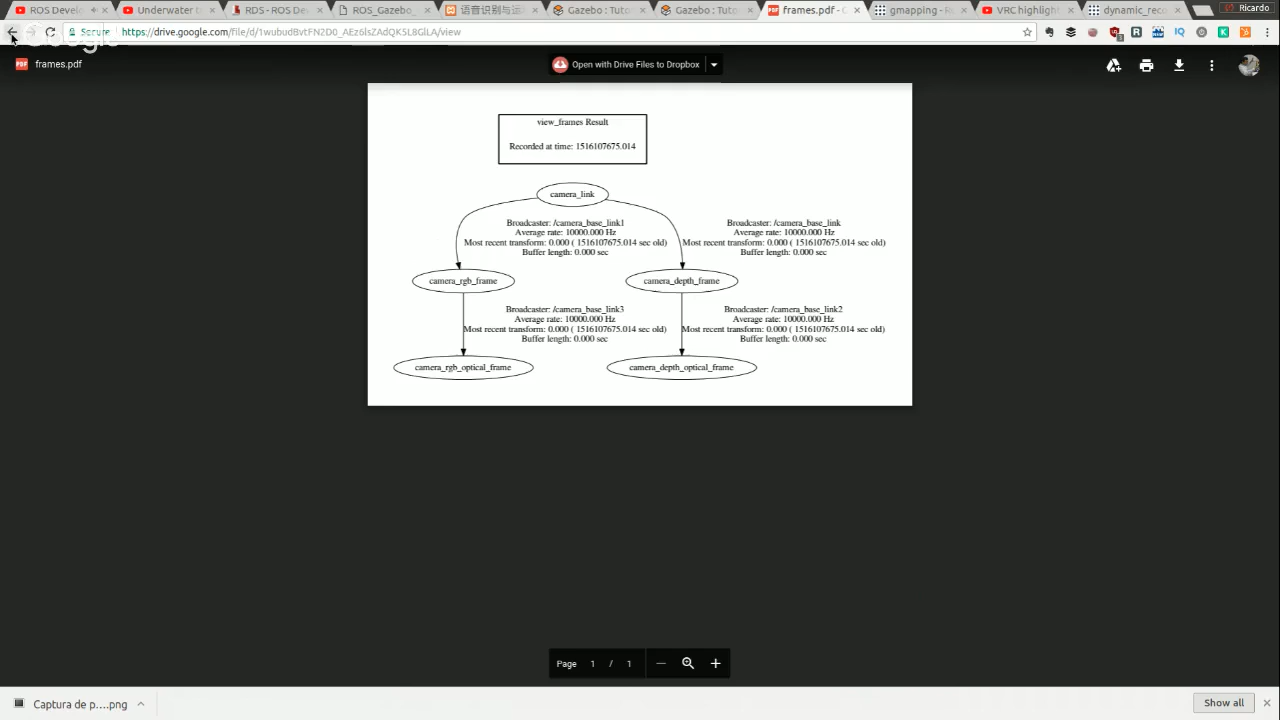 ROS Develo
Underwater t
RDS - ROS De
ROS_Gazebo_
语音识别与运
Gazebo : Tuto
Gazebo : Tuto
frames.pdf - G
gmapping - R
VRC highligh
dynamic_reco
Ricardo
Secure
https://drive.google.com/file/d/1wubudBvtFN2D0_AEz6lsZAdQK5L8GlLA/view
Google
PDF
frames.pdf
Open with Drive Files to Dropbox
view_frames Result
Recorded at time: 1516107675.014
camera_link
Broadcaster: /camera_base_link1
Average rate: 10000.000 Hz
Most recent transform: 0.000 ( 1516107675.014 sec old)
Buffer length: 0.000 sec
Broadcaster: /camera_base_link
Average rate: 10000.000 Hz
Most recent transform: 0.000 ( 1516107675.014 sec old)
Buffer length: 0.000 sec
camera_rgb_frame
camera_depth_frame
Broadcaster: /camera_base_link3
Average rate: 10000.000 Hz
Most recent transform: 0.000 ( 1516107675.014 sec old)
Buffer length: 0.000 sec
Broadcaster: /camera_base_link2
Average rate: 10000.000 Hz
Most recent transform: 0.000 ( 1516107675.014 sec old)
Buffer length: 0.000 sec
camera_rgb_optical_frame
camera_depth_optical_frame
Page 1 / 1
Captura de p....png
Show all